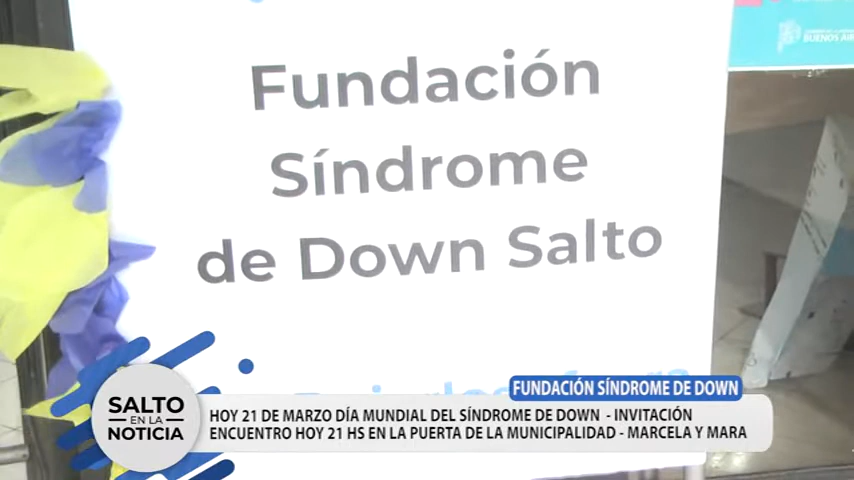 BUENOS AIR
Fundación
Síndrome
de Down Salto
FUNDACIÓN SÍNDROME DE DOWN
SALTO
EN LA
NOTICIA
HOY 21 DE MARZO DÍA MUNDIAL DEL SÍNDROME DE DOWN - INVITACIÓN
ENCUENTRO HOY 21 HS EN LA PUERTA DE LA MUNICIPALIDAD - MARCELA Y MARA